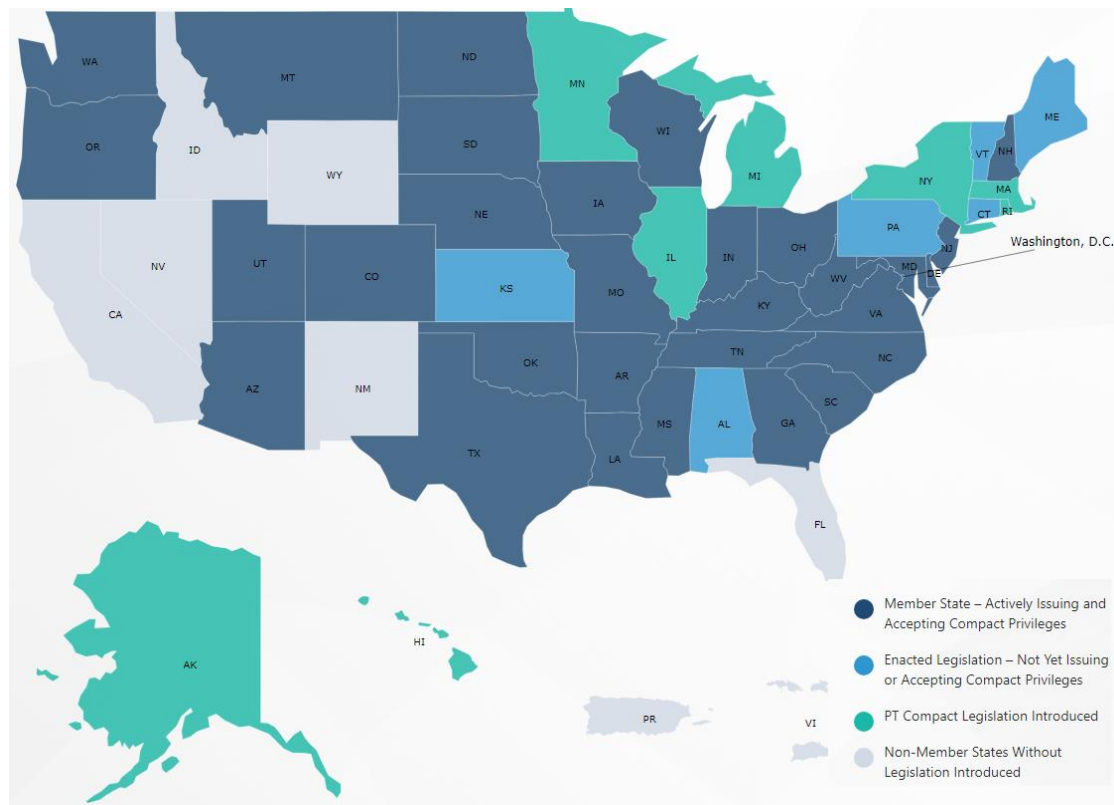 WA
MT
ND
MN
ME
OR
ID
SD
WI
VT
NH
WY
MI
NY
MA
CT
RI
NE
IA
PA
Washington, D.C.
NV
UT
CO
KS
IL
IN
OH
NJ
CA
MO
WV
MD
DE
KY
VA
AZ
NM
OK
TN
NC
AR
SC
TX
MS
AL
GA
LA
FL
AK
HI
PR
VI
Member State – Actively Issuing and
Accepting Compact Privileges
Enacted Legislation – Not Yet Issuing
or Accepting Compact Privileges
PT Compact Legislation Introduced
Non-Member States Without
Legislation Introduced